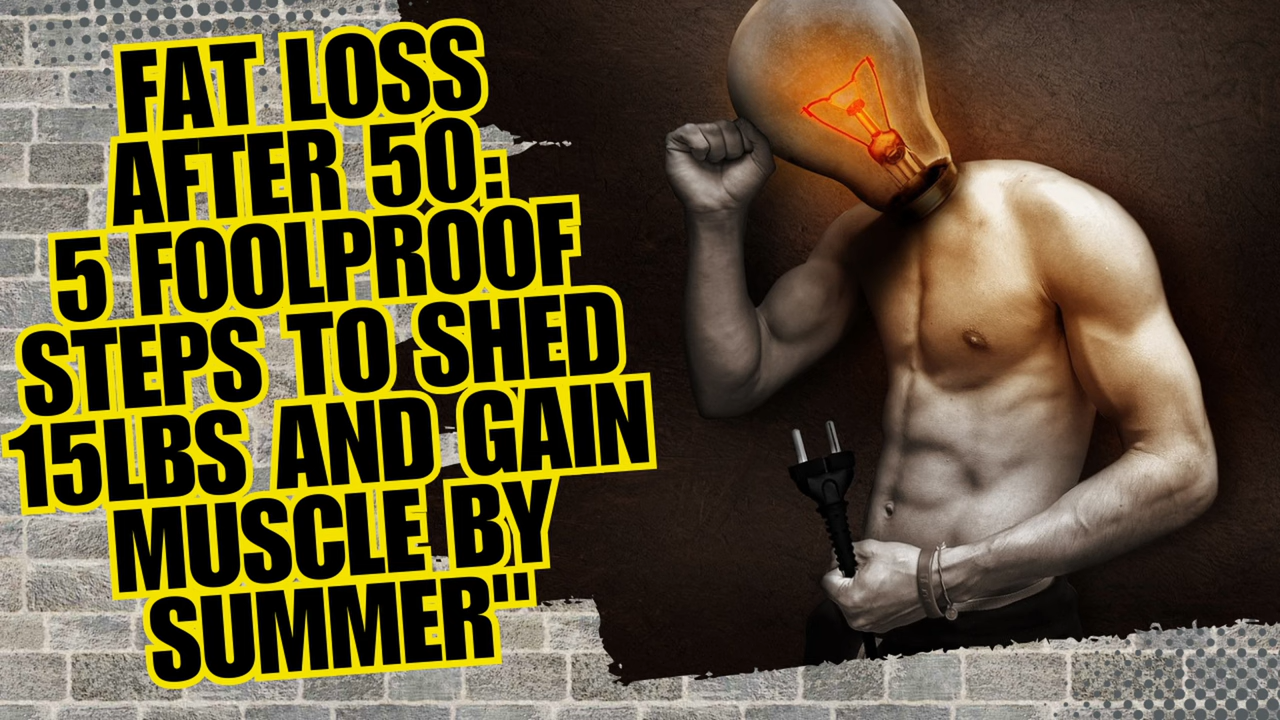 FAT LOSS
AFTER 50:
5 FOOLPROOF
STEPS TO SHED
15LBS AND GAIN
MUSCLE BY
SUMMER"